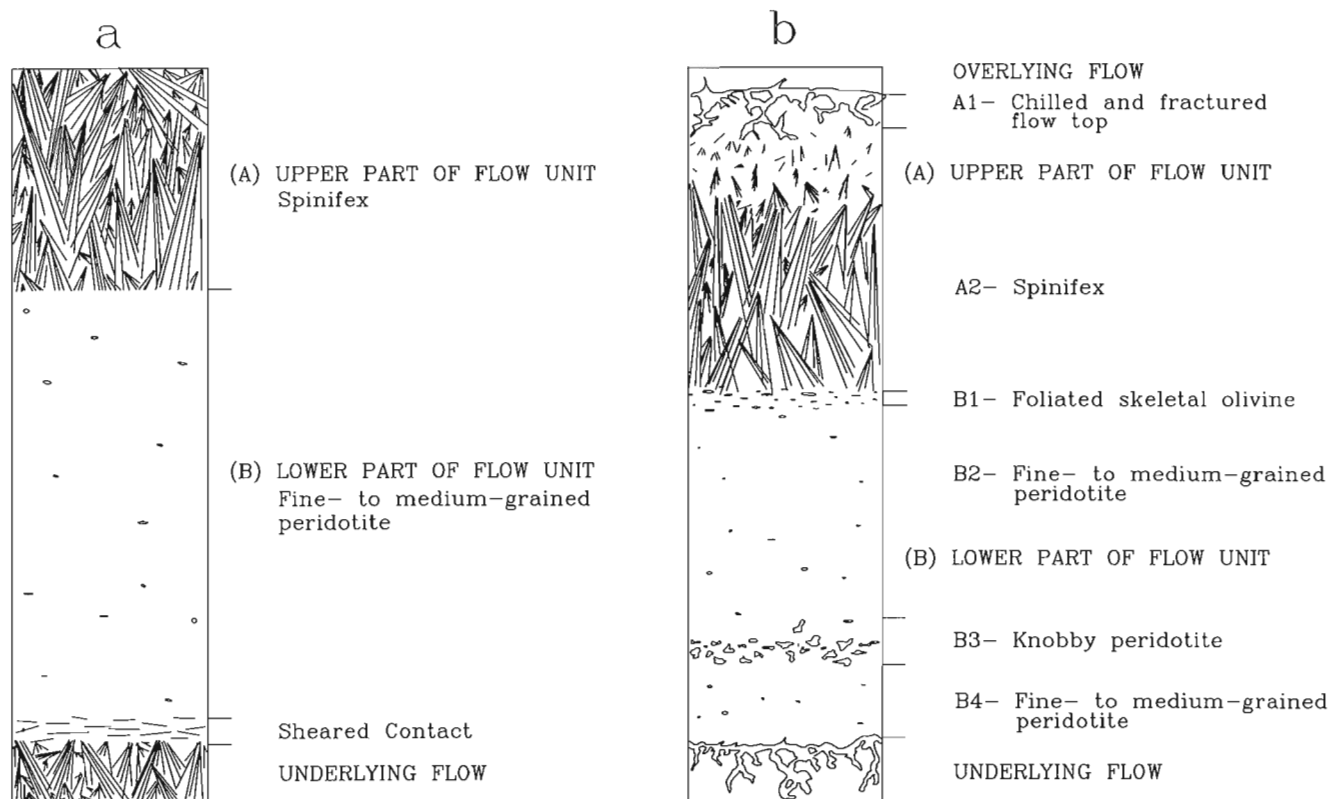 a
(A) UPPER PART OF FLOW UNIT
Spinifex
(B) LOWER PART OF FLOW UNIT
Fine- to medium-grained
peridotite
Sheared Contact
UNDERLYING FLOW
b
OVERLYING FLOW
A1- Chilled and fractured
flow top
(A) UPPER PART OF FLOW UNIT
A2- Spinifex
B1- Foliated skeletal olivine
B2- Fine- to medium-grained
peridotite
(B) LOWER PART OF FLOW UNIT
B3- Knobby peridotite
B4- Fine- to medium-grained
peridotite
UNDERLYING FLOW